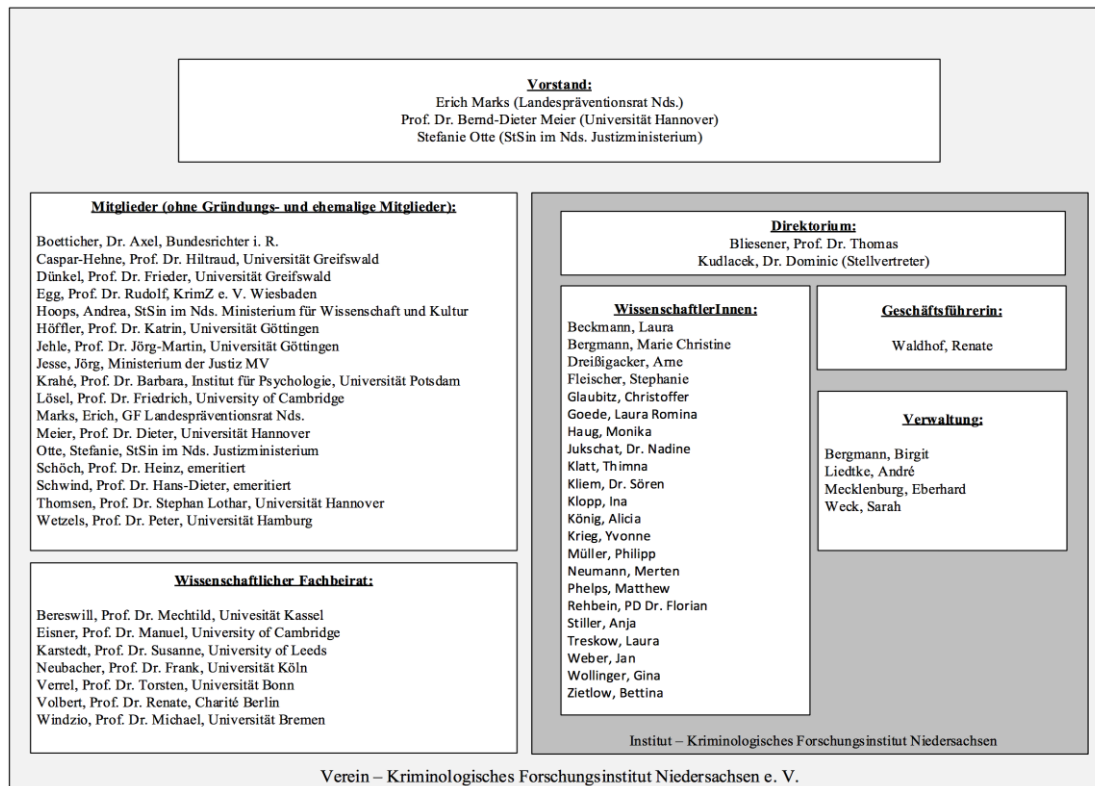 Vorstand:
Erich Marks (Landespräventionsrat Nds.)
Prof. Dr. Bernd-Dieter Meier (Universität Hannover)
Stefanie Otte (StSin im Nds. Justizministerium)
Mitglieder (ohne Gründungs- und ehemalige Mitglieder):
Boetticher, Dr. Axel, Bundesrichter i. R.
Caspar-Hehne, Prof. Dr. Hiltraud, Universität Greifswald
Dünkel, Prof. Dr. Frieder, Universität Greifswald
Egg, Prof. Dr. Rudolf, KrimZ e. V. Wiesbaden
Hoops, Andrea, StSin im Nds. Ministerium für Wissenschaft und Kultur
Höffler, Prof. Dr. Katrin, Universität Göttingen
Jehle, Prof. Dr. Jörg-Martin, Universität Göttingen
Jesse, Jörg, Ministerium der Justiz MV
Krahé, Prof. Dr. Barbara, Institut für Psychologie, Universität Potsdam
Lösel, Prof. Dr. Friedrich, University of Cambridge
Marks, Erich, GF Landespräventionsrat Nds.
Meier, Prof. Dr. Dieter, Universität Hannover
Otte, Stefanie, StSin im Nds. Justizministerium
Schöch, Prof. Dr. Heinz, emeritiert
Schwind, Prof. Dr. Hans-Dieter, emeritiert
Thomsen, Prof. Dr. Stephan Lothar, Universität Hannover
Wetzels, Prof. Dr. Peter, Universität Hamburg
Wissenschaftlicher Fachbeirat:
Bereswill, Prof. Dr. Mechtild, Univesität Kassel
Eisner, Prof. Dr. Manuel, University of Cambridge
Karstedt, Prof. Dr. Susanne, University of Leeds
Neubacher, Prof. Dr. Frank, Universität Köln
Verrel, Prof. Dr. Torsten, Universität Bonn
Volbert, Prof. Dr. Renate, Charité Berlin
Windzio, Prof. Dr. Michael, Universität Bremen
Direktorium:
Bliesener, Prof. Dr. Thomas
Kudlacek, Dr. Dominic (Stellvertreter)
WissenschaftlerInnen:
Beckmann, Laura
Bergmann, Marie Christine
Dreißigacker, Arne
Fleischer, Stephanie
Glaubitz, Christoffer
Goede, Laura Romina
Haug, Monika
Jukschat, Dr. Nadine
Klatt, Thimna
Kliem, Dr. Sören
Klopp, Ina
König, Alicia
Krieg, Yvonne
Müller, Philipp
Neumann, Merten
Phelps, Matthew
Rehbein, PD Dr. Florian
Stiller, Anja
Treskow, Laura
Weber, Jan
Wollinger, Gina
Zietlow, Bettina
Geschäftsführerin:
Waldhof, Renate
Verwaltung:
Bergmann, Birgit
Liedtke, André
Mecklenburg, Eberhard
Weck, Sarah
Institut – Kriminologisches Forschungsinstitut Niedersachsen
Verein – Kriminologisches Forschungsinstitut Niedersachsen e. V.